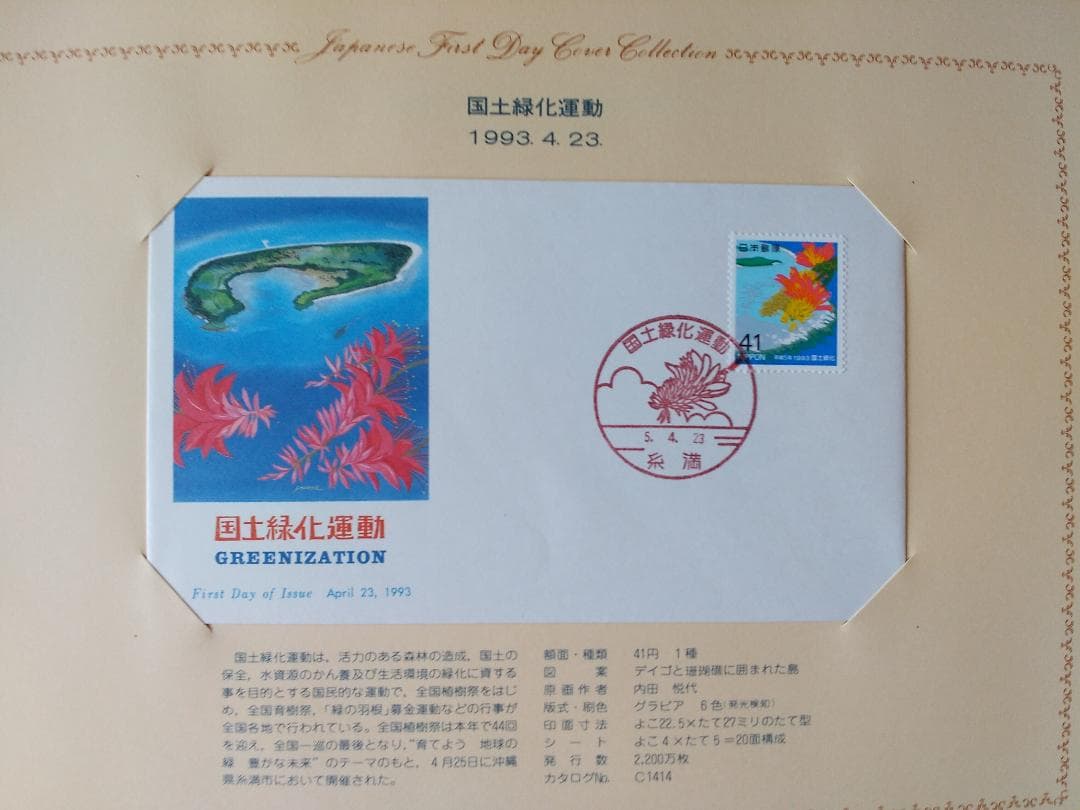 Japanese First Day Cover Collection
国土緑化運動
1993. 4. 23.
日本郵便
41
NIPPON 平成5年1993 国土緑化
国土緑化運動
5. 4. 23
糸満
国土緑化運動
GREENIZATION
First Day of Issue April 23, 1993
国土緑化運動は、活力のある森林の造成、国土の
保全、水資源のかん養及び生活環境の緑化に資する
事を目的とする国民的な運動で、全国植樹祭をはじ
め、全国育樹祭、「緑の羽根」募金運動などの行事が
全国各地で行われている。全国植樹祭は本年で44回
を迎え、全国一巡の最後となり、"育てよう 地球の
緑 豊かな未来"のテーマのもと、4月25日に沖縄
県糸満市において開催された。
額面・種類 41円 1種
図案 デイゴと珊瑚礁に囲まれた島
原画作者 内田 悦代
版式・刷色 グラビア 6色(発光検知)
印面寸法 よこ22.5×たて27ミリのたて型
シート よこ4×たて5=20面構成
発行数 2,200万枚
カタログNo. C1414